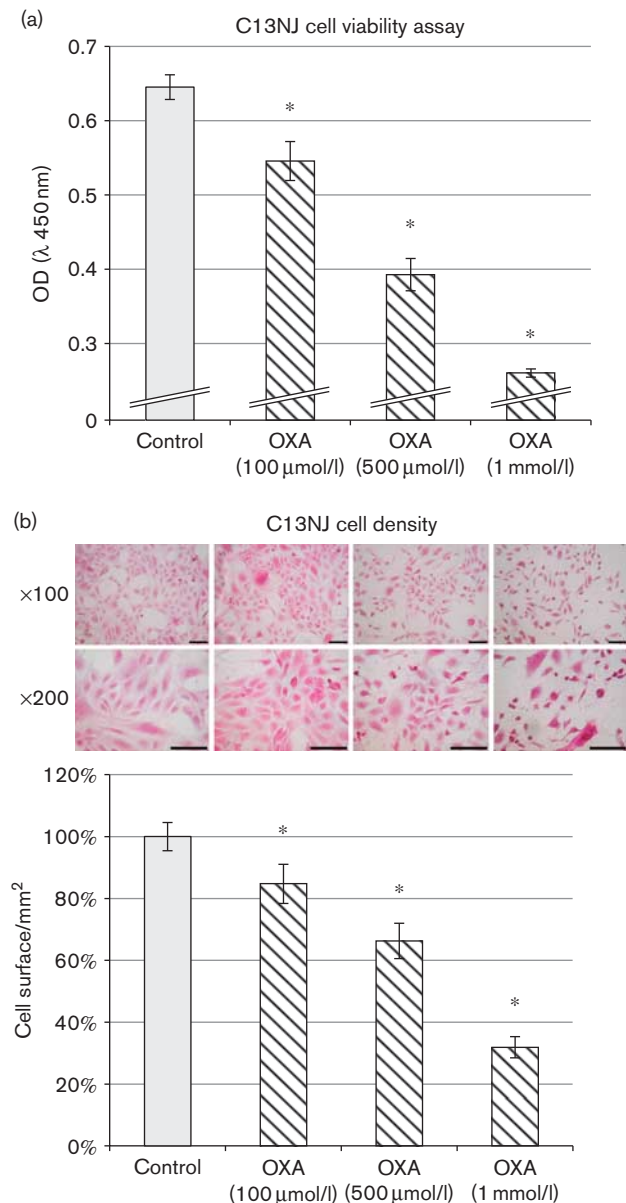 (a)
C13NJ cell viability assay
0.7
0.6
0.5
0.4
0.3
0
OD (λ 450 nm)
*
*
*
Control
OXA
(100 μmol/l)
OXA
(500 μmol/l)
OXA
(1 mmol/l)
(b)
C13NJ cell density
×100
×200
120%
100%
80%
60%
40%
20%
0%
Cell surface/mm²
*
*
*
Control
OXA
(100 μmol/l)
OXA
(500 μmol/l)
OXA
(1 mmol/l)